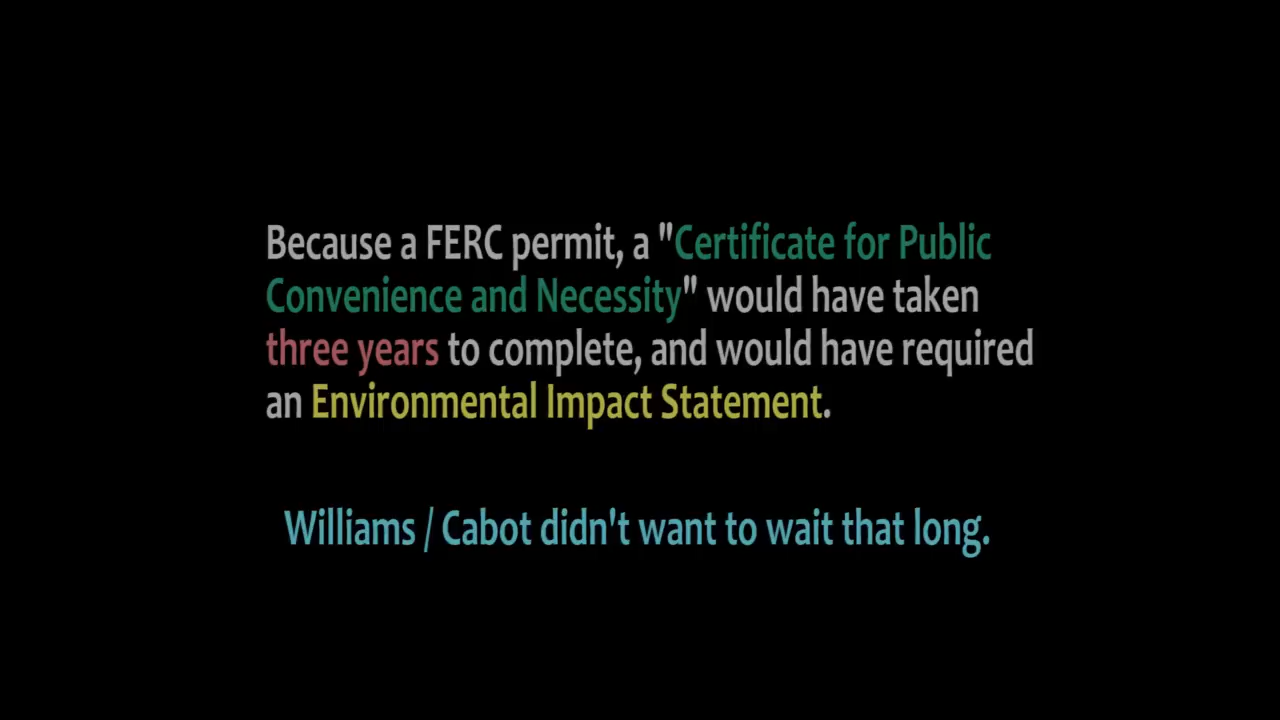 Because a FERC permit, a "Certificate for Public
Convenience and Necessity" would have taken
three years to complete, and would have required
an Environmental Impact Statement.
Williams / Cabot didn't want to wait that long.